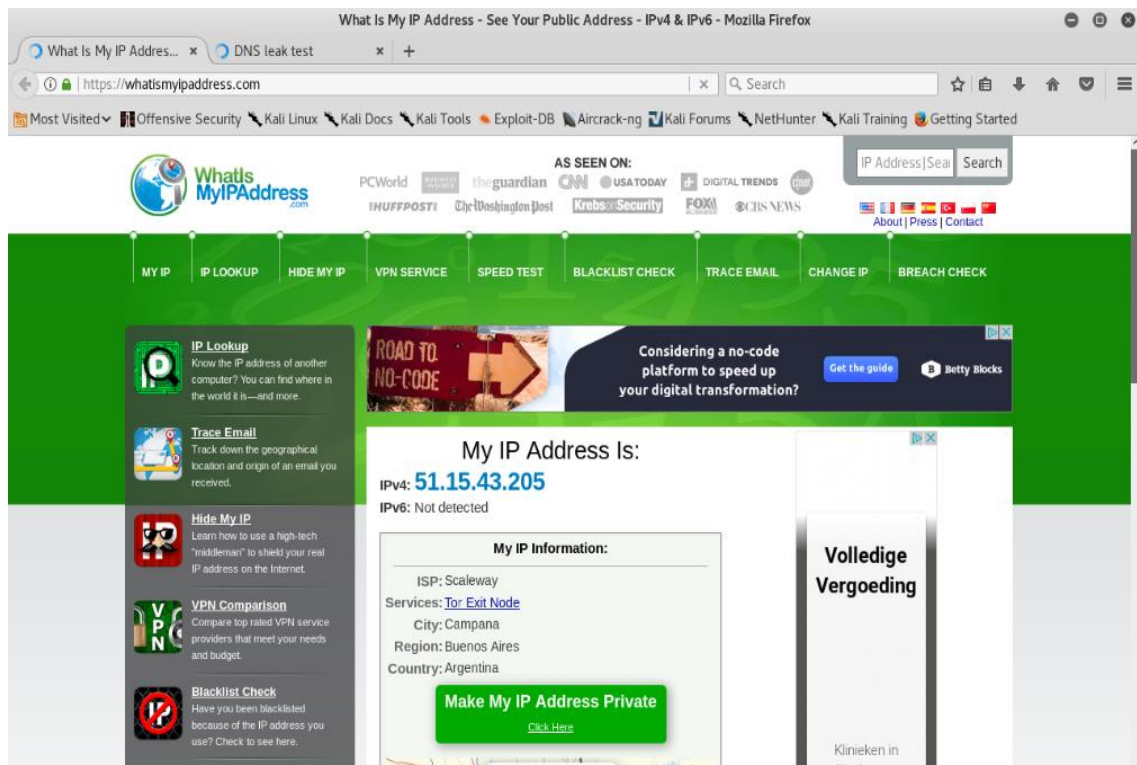 What Is My IP Address - See Your Public Address - IPv4 & IPv6 - Mozilla Firefox
What Is My IP Addres... × DNS leak test × +
https://whatismyipaddress.com
Search
Most Visited Offensive Security Kali Linux Kali Docs Kali Tools Exploit-DB Aircrack-ng Kali Forums NetHunter Kali Training Getting Started
WhatIs
MyIPAddress
.com
AS SEEN ON:
PCWorld BUSINESS INSIDER theguardian CNN USA TODAY DIGITAL TRENDS cnet
THUFFPOSTI The Washington Post KrebsonSecurity FOX BUSINESS CBS NEWS
IP Address|Sear Search
About | Press | Contact
MY IP IP LOOKUP HIDE MY IP VPN SERVICE SPEED TEST BLACKLIST CHECK TRACE EMAIL CHANGE IP BREACH CHECK
IP Lookup
Know the IP address of another
computer? You can find where in
the world it is—and more.
Trace Email
Track down the geographical
location and origin of an email you
received.
Hide My IP
Learn how to use a high-tech
"middleman" to shield your real
IP address on the Internet.
VPN Comparison
Compare top rated VPN service
providers that meet your needs
and budget.
Blacklist Check
Have you been blacklisted
because of the IP address you
use? Check to see here.
IP
IP
VPN
IP
ROAD TO
NO-CODE
Considering a no-code
platform to speed up
your digital transformation?
Get the guide
B Betty Blocks
My IP Address Is:
IPv4: 51.15.43.205
IPv6: Not detected
My IP Information:
ISP: Scaleway
Services: Tor Exit Node
City: Campana
Region: Buenos Aires
Country: Argentina
Make My IP Address Private
Click Here
Volledige
Vergoeding
Klinieken in